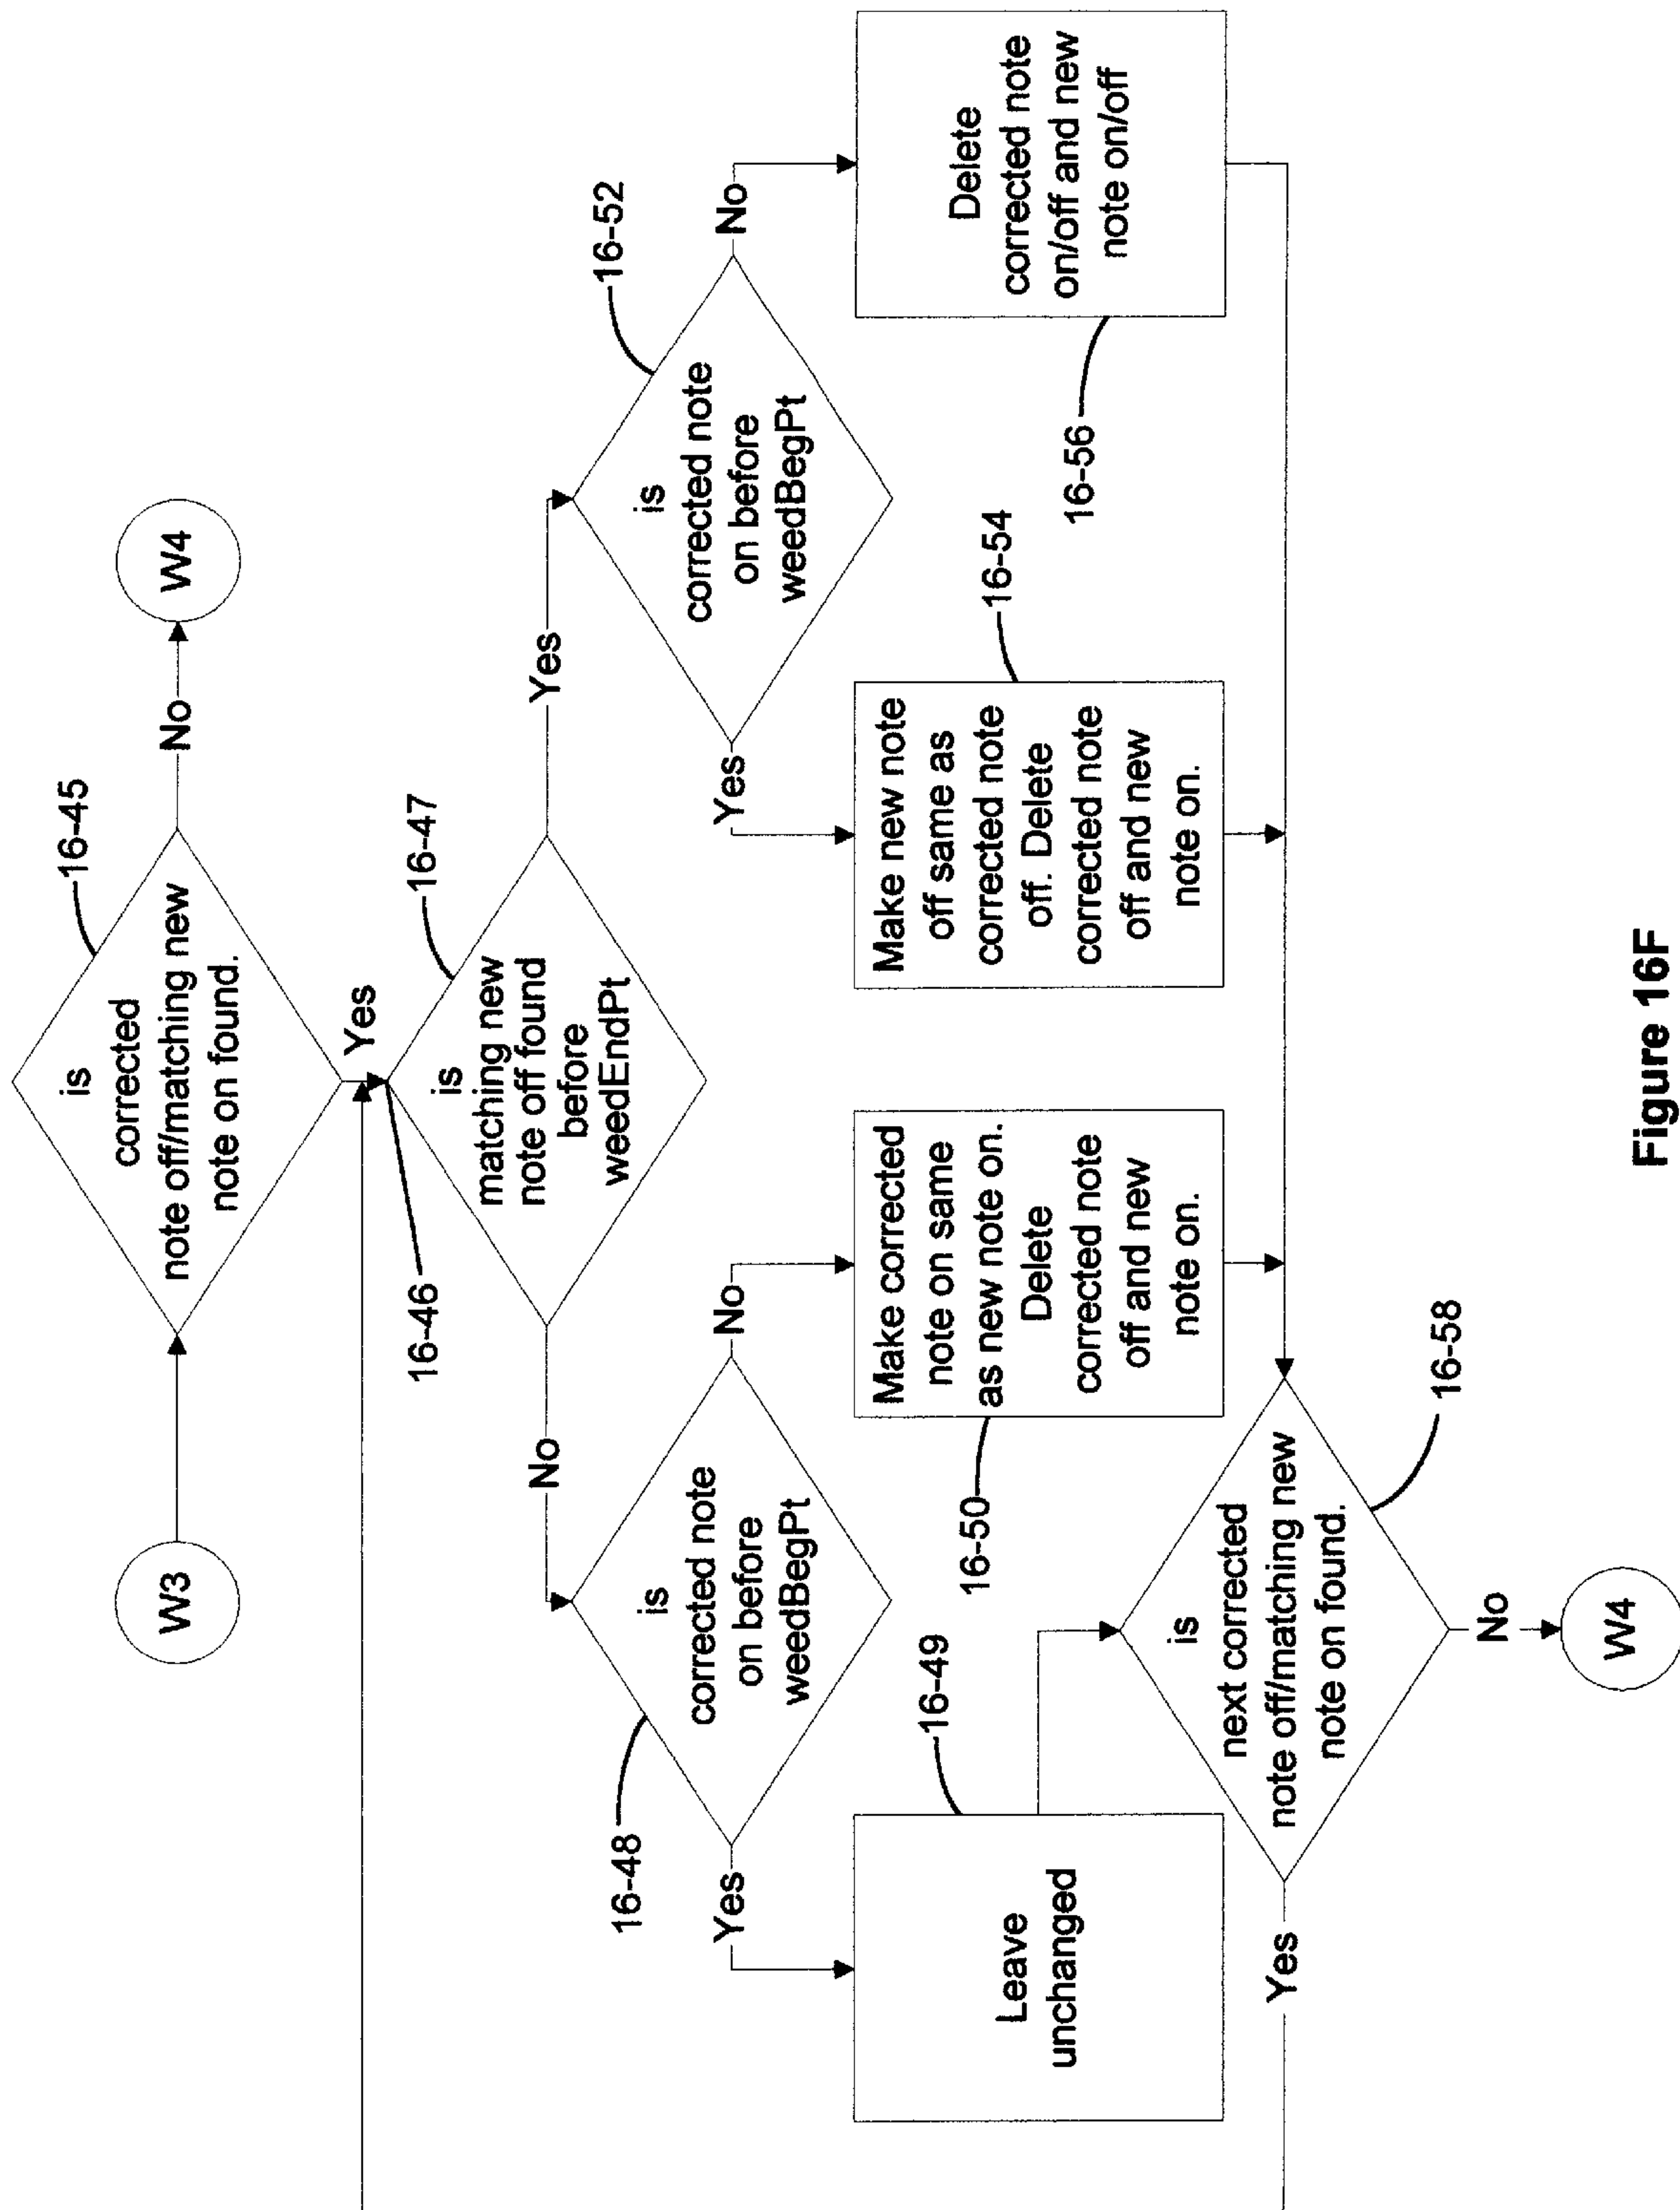 W3
is
corrected
note off/matching new
note on found.
16-45
No
W4
Yes
16-46
is
matching new
note off found
before
weedEndPt
16-47
No
Yes
is
corrected note
on before
weedBegPt
16-48
is
corrected note
on before
weedBegPt
16-52
Yes
No
Yes
No
Leave
unchanged
16-49
Make corrected
note on same
as new note on.
Delete
corrected note
off and new
note on.
16-50
Make new note
off same as
corrected note
off. Delete
corrected note
off and new
note on.
16-54
Delete
corrected note
on/off and new
note on/off
16-56
is
next corrected
note off/matching new
note on found.
16-58
Yes
No
W4
Figure 16F